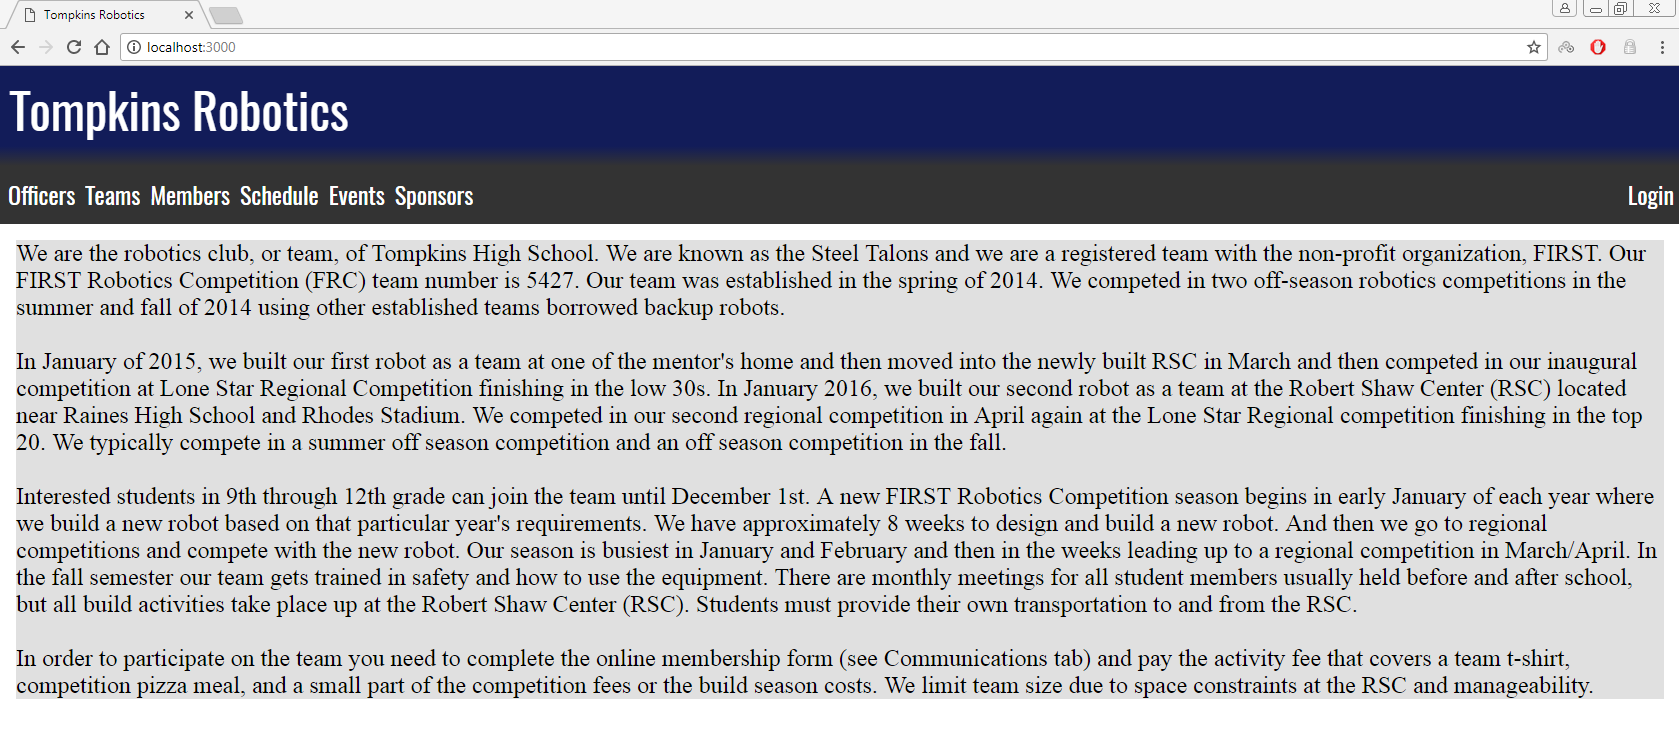 Tompkins Robotics
localhost:3000
Tompkins Robotics
Officers Teams Members Schedule Events Sponsors Login
We are the robotics club, or team, of Tompkins High School. We are known as the Steel Talons and we are a registered team with the non-profit organization, FIRST. Our
FIRST Robotics Competition (FRC) team number is 5427. Our team was established in the spring of 2014. We competed in two off-season robotics competitions in the
summer and fall of 2014 using other established teams borrowed backup robots.
In January of 2015, we built our first robot as a team at one of the mentor's home and then moved into the newly built RSC in March and then competed in our inaugural
competition at Lone Star Regional Competition finishing in the low 30s. In January 2016, we built our second robot as a team at the Robert Shaw Center (RSC) located
near Raines High School and Rhodes Stadium. We competed in our second regional competition in April again at the Lone Star Regional competition finishing in the top
20. We typically compete in a summer off season competition and an off season competition in the fall.
Interested students in 9th through 12th grade can join the team until December 1st. A new FIRST Robotics Competition season begins in early January of each year where
we build a new robot based on that particular year's requirements. We have approximately 8 weeks to design and build a new robot. And then we go to regional
competitions and compete with the new robot. Our season is busiest in January and February and then in the weeks leading up to a regional competition in March/April. In
the fall semester our team gets trained in safety and how to use the equipment. There are monthly meetings for all student members usually held before and after school,
but all build activities take place up at the Robert Shaw Center (RSC). Students must provide their own transportation to and from the RSC.
In order to participate on the team you need to complete the online membership form (see Communications tab) and pay the activity fee that covers a team t-shirt,
competition pizza meal, and a small part of the competition fees or the build season costs. We limit team size due to space constraints at the RSC and manageability.